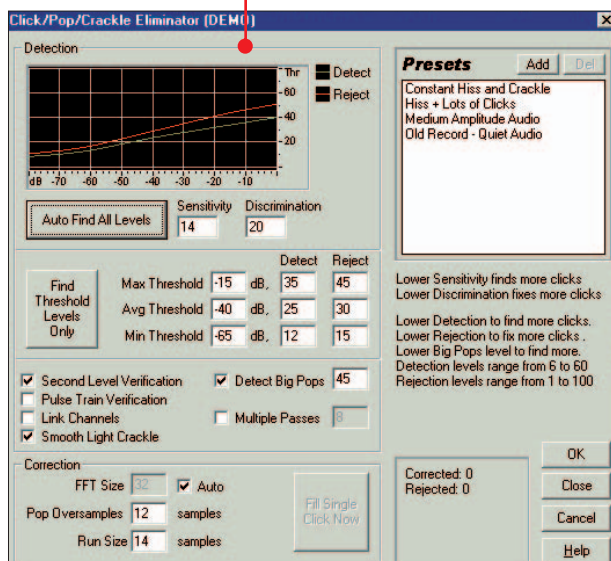 Click/Pop/Crackle Eliminator (DEMO)
Detection
Thr
-60
-40
-20
dB -70 -60 -50 -40 -30 -20 -10
Detect
Reject
Auto Find All Levels
Sensitivity
14
Discrimination
20
Detect Reject
Find Threshold Levels Only
Max Threshold -15 dB, 35 45
Avg Threshold -40 dB, 25 30
Min Threshold -65 dB, 12 15
Second Level Verification
Detect Big Pops 45
Pulse Train Verification
Link Channels
Multiple Passes 8
Smooth Light Crackle
Correction
FFT Size 32 Auto
Pop Oversamples 12 samples
Run Size 14 samples
Fill Single Click Now
Presets
Add
Del
Constant Hiss and Crackle
Hiss + Lots of Clicks
Medium Amplitude Audio
Old Record - Quiet Audio
Lower Sensitivity finds more clicks
Lower Discrimination fixes more clicks
Lower Detection to find more clicks.
Lower Rejection to fix more clicks .
Lower Big Pops level to find more.
Detection levels range from 6 to 60
Rejection levels range from 1 to 100
Corrected: 0
Rejected: 0
OK
Close
Cancel
Help